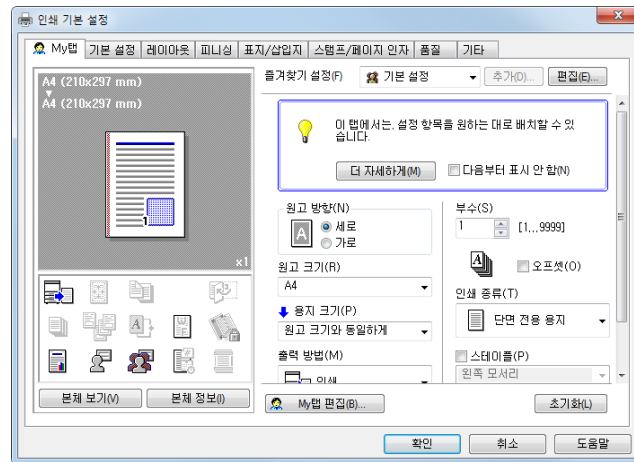 인쇄 기본 설정
My탭 기본 설정 레이아웃 피니싱 표지/삽입지 스탬프/페이지 인자 품질 기타
A4 (210x297 mm)
A4 (210x297 mm)
1
x1
본체 보기(V) 본체 정보(I)
즐겨찾기 설정(F) 기본 설정 추가(D)... 편집(E)...
이 탭에서는, 설정 항목을 원하는 대로 배치할 수 있
습니다.
더 자세하게(M) 다음부터 표시 안 함(N)
원고 방향(N)
A 세로
가로
원고 크기(R)
A4
용지 크기(P)
원고 크기와 동일하게
출력 방법(M)
인쇄
부수(S)
1 [1...9999]
오프셋(O)
인쇄 종류(T)
단면 전용 용지
스테이플(P)
왼쪽 모서리
My탭 편집(B)... 초기화(L)
확인 취소 도움말